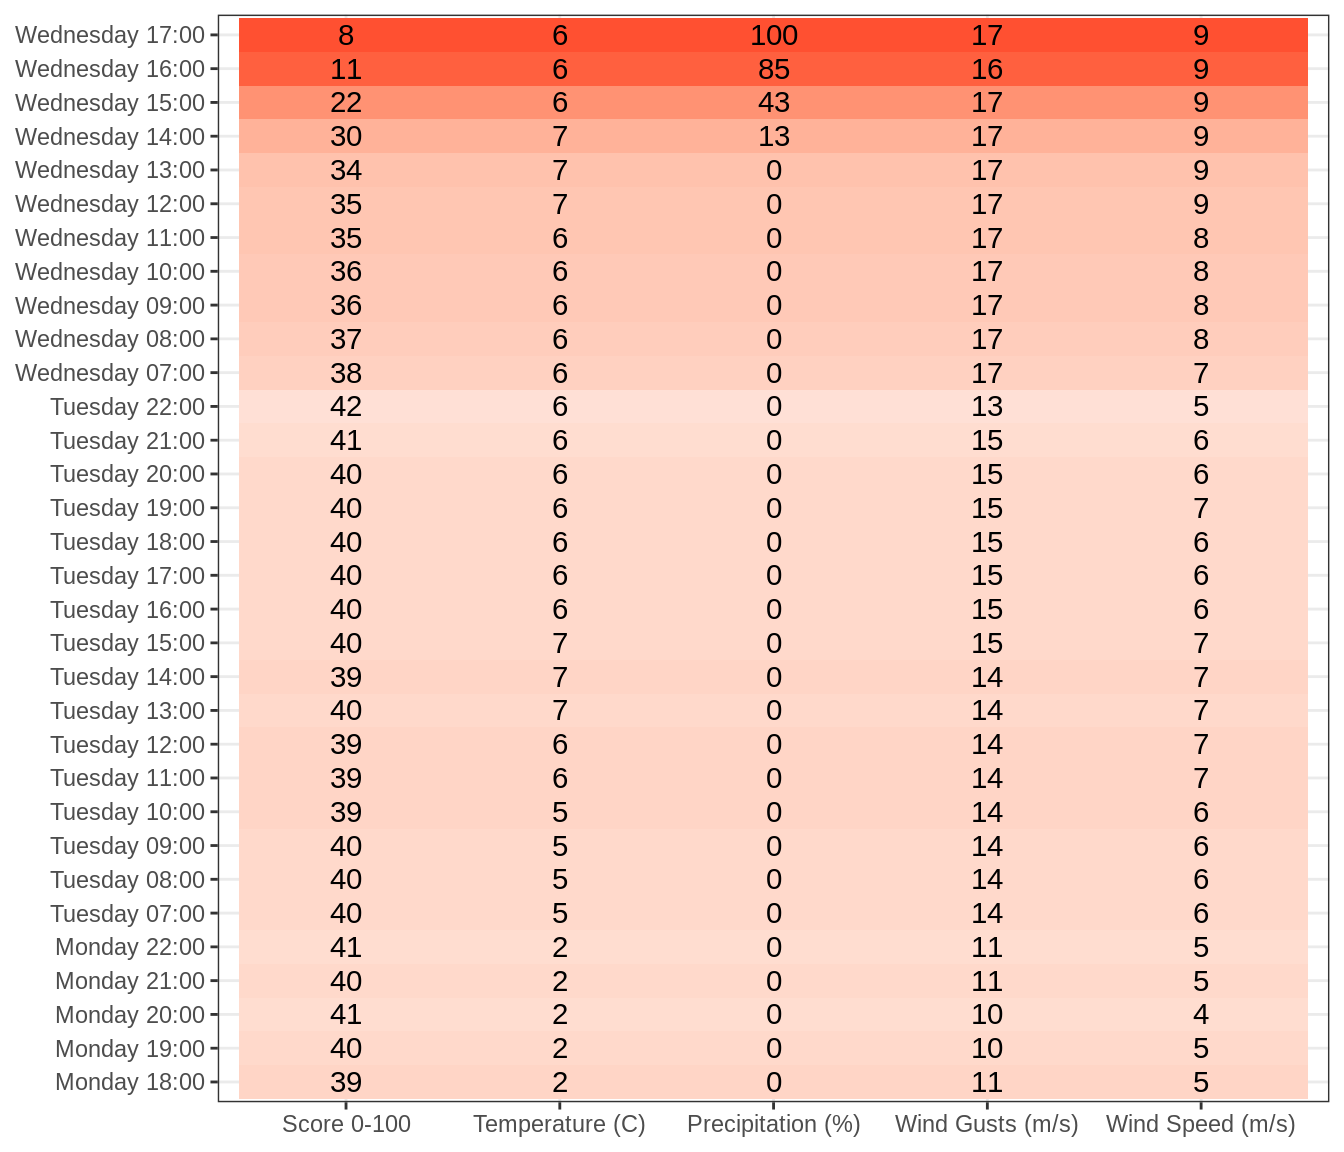 Wednesday 17:00 8 6 100 17 9
Wednesday 16:00 11 6 85 16 9
Wednesday 15:00 22 6 43 17 9
Wednesday 14:00 30 7 13 17 9
Wednesday 13:00 34 7 0 17 9
Wednesday 12:00 35 7 0 17 9
Wednesday 11:00 35 6 0 17 8
Wednesday 10:00 36 6 0 17 8
Wednesday 09:00 36 6 0 17 8
Wednesday 08:00 37 6 0 17 8
Wednesday 07:00 38 6 0 17 7
Tuesday 22:00 42 6 0 13 5
Tuesday 21:00 41 6 0 15 6
Tuesday 20:00 40 6 0 15 6
Tuesday 19:00 40 6 0 15 7
Tuesday 18:00 40 6 0 15 6
Tuesday 17:00 40 6 0 15 6
Tuesday 16:00 40 6 0 15 6
Tuesday 15:00 40 7 0 15 7
Tuesday 14:00 39 7 0 14 7
Tuesday 13:00 40 7 0 14 7
Tuesday 12:00 39 6 0 14 7
Tuesday 11:00 39 6 0 14 7
Tuesday 10:00 39 5 0 14 6
Tuesday 09:00 40 5 0 14 6
Tuesday 08:00 40 5 0 14 6
Tuesday 07:00 40 5 0 14 6
Monday 22:00 41 2 0 11 5
Monday 21:00 40 2 0 11 5
Monday 20:00 41 2 0 10 4
Monday 19:00 40 2 0 10 5
Monday 18:00 39 2 0 11 5
Score 0-100 Temperature (C) Precipitation (%) Wind Gusts (m/s) Wind Speed (m/s)